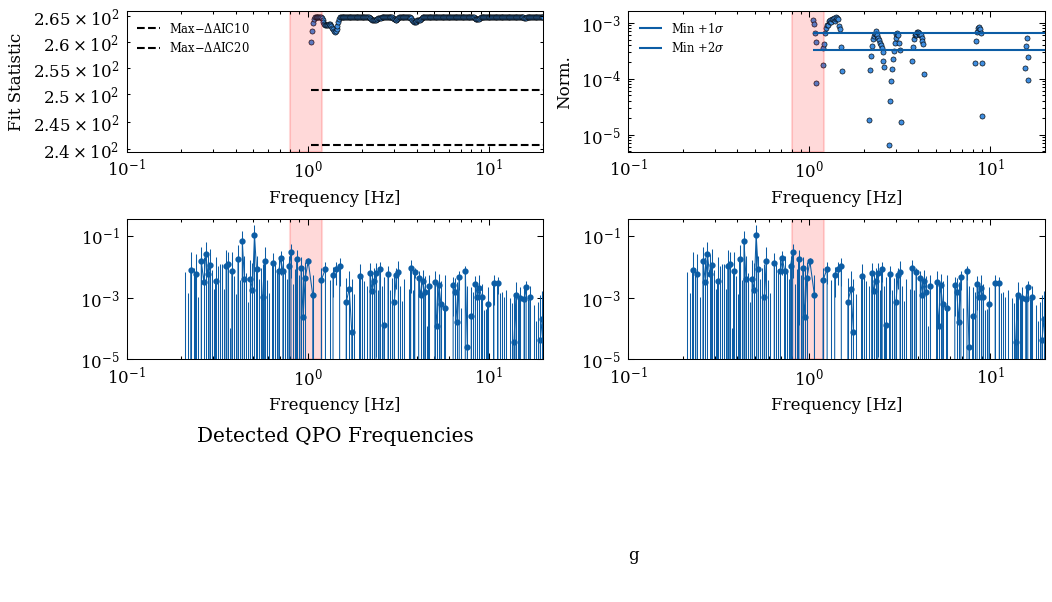 2.65 × 10²
2.6 × 10²
2.55 × 10²
2.5 × 10²
2.45 × 10²
2.4 × 10²
Fit Statistic
Max−ΔAIC10
Max−ΔAIC20
10⁻¹ 10⁰ 10¹
Frequency [Hz]
10⁻³
10⁻⁴
10⁻⁵
Norm.
Min +1σ
Min +2σ
10⁻¹ 10⁰ 10¹
Frequency [Hz]
10⁻¹
10⁻³
10⁻⁵
10⁻¹ 10⁰ 10¹
Frequency [Hz]
10⁻¹
10⁻³
10⁻⁵
10⁻¹ 10⁰ 10¹
Frequency [Hz]
Detected QPO Frequencies
g